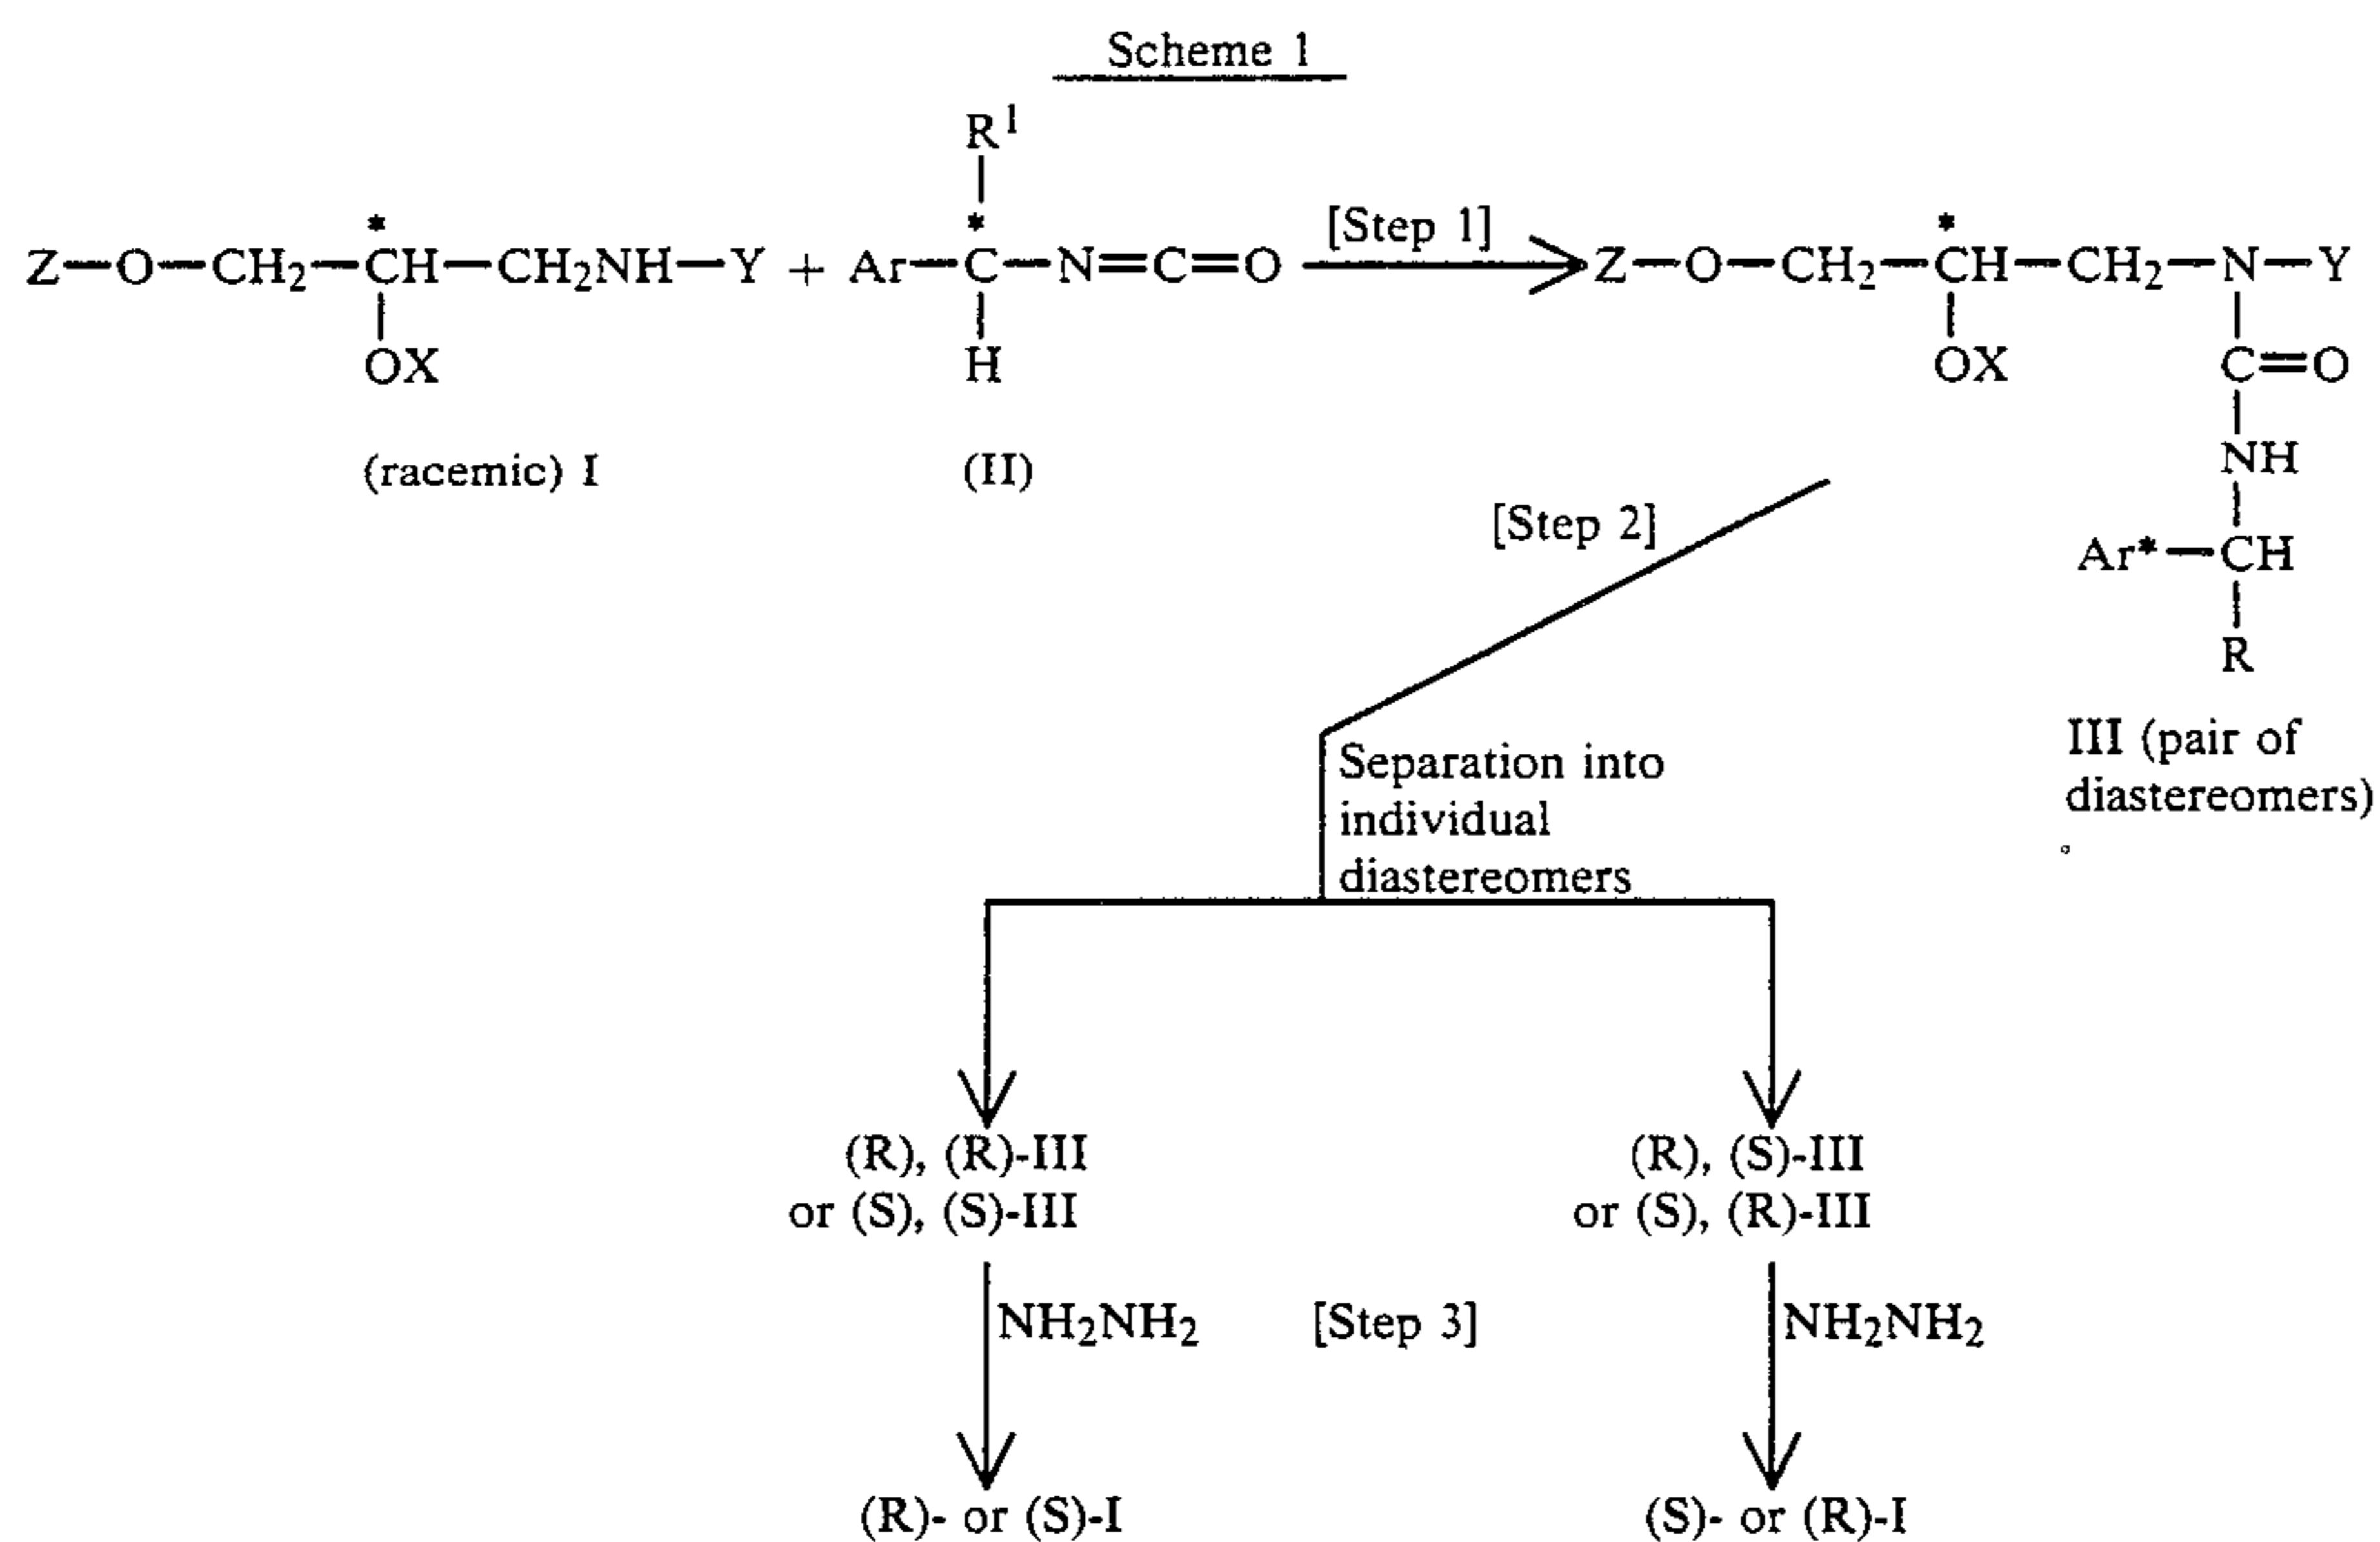 Scheme 1
R¹
*
*
[Step 1]
*
Z—O—CH₂—CH—CH₂NH—Y + Ar—C—N=C=O
Z—O—CH₂—CH—CH₂—N—Y
OX
H
OX
C=O
(racemic) I
(II)
NH
[Step 2]
Ar*—CH
R
Separation into
individual
diastereomers
III (pair of
diastereomers)
(R), (R)-III
or (S), (S)-III
(R), (S)-III
or (S), (R)-III
NH₂NH₂
[Step 3]
NH₂NH₂
(R)- or (S)-I
(S)- or (R)-I